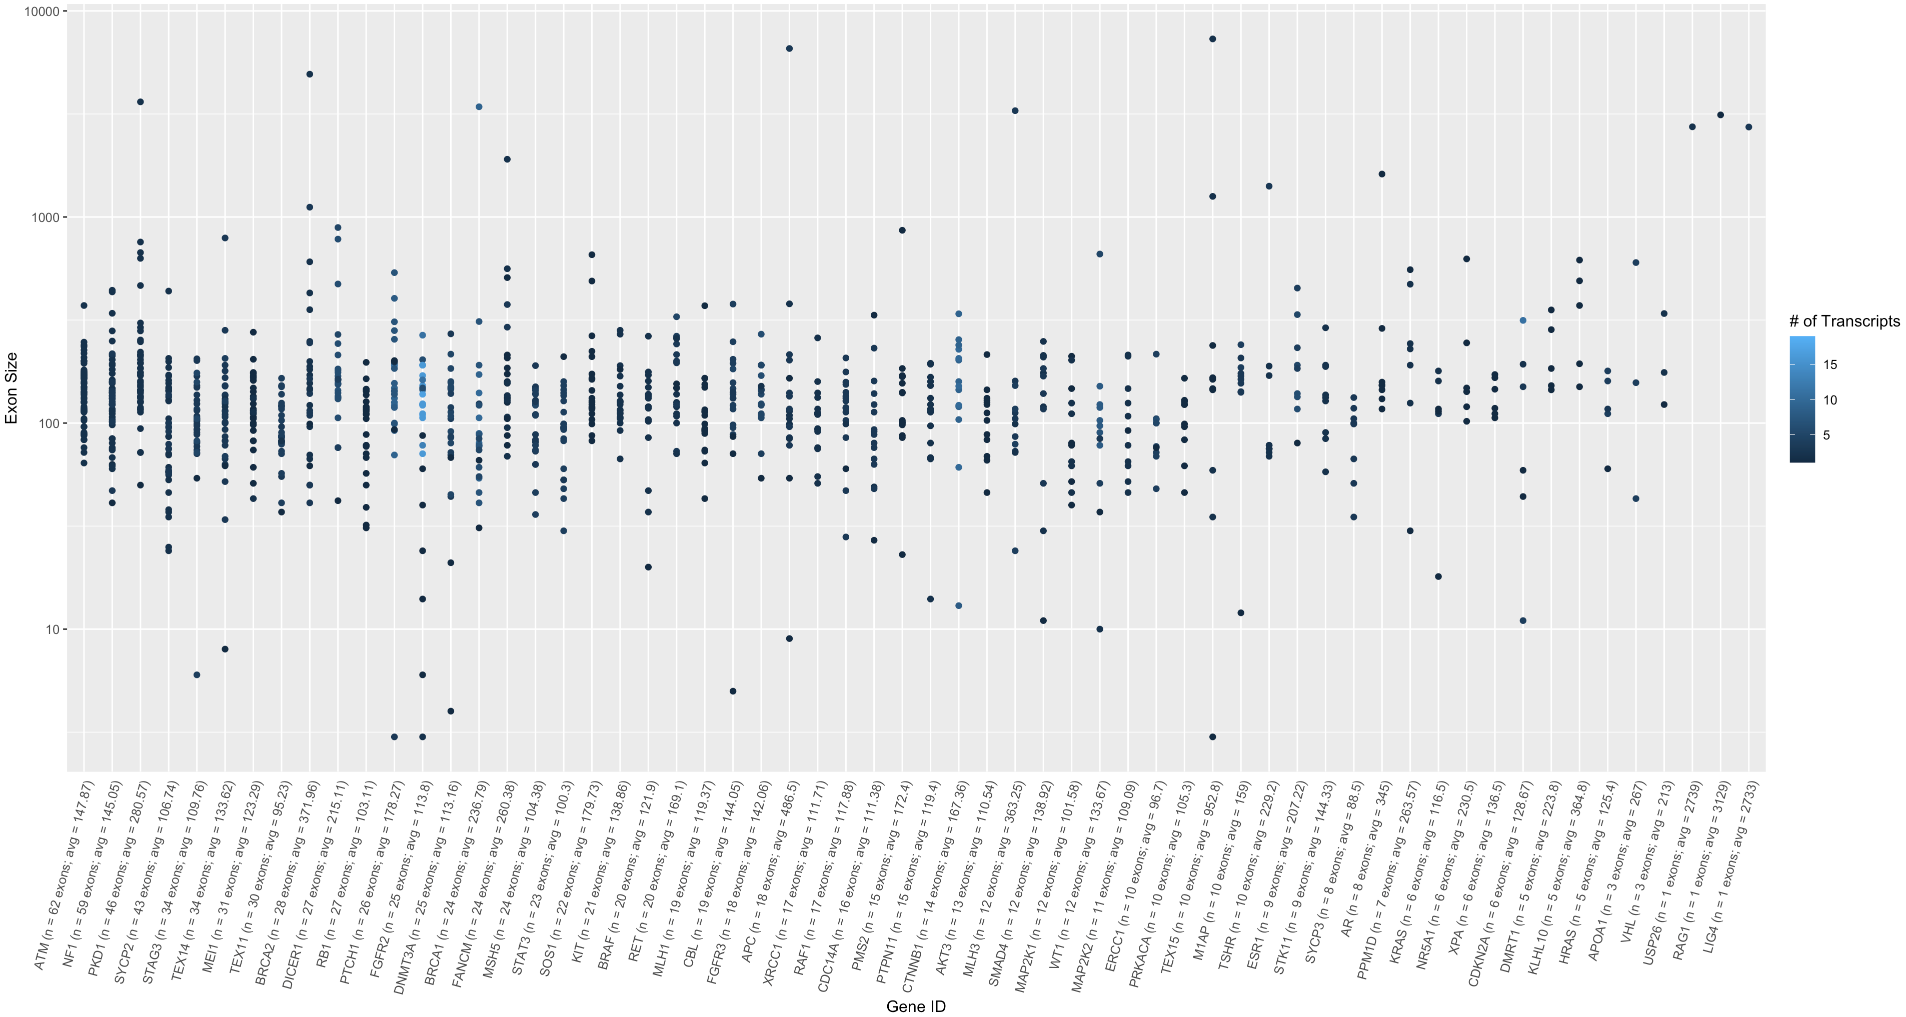 10000
1000
100
10
Exon Size
ATM (n = 62 exons; avg = 147.87)
NF1 (n = 59 exons; avg = 145.05)
PKD1 (n = 46 exons; avg = 280.57)
SYCP2 (n = 43 exons; avg = 106.74)
STAG3 (n = 34 exons; avg = 109.76)
TEX14 (n = 34 exons; avg = 133.62)
MEI1 (n = 31 exons; avg = 123.29)
TEX11 (n = 30 exons; avg = 95.23)
BRCA2 (n = 28 exons; avg = 371.96)
DICER1 (n = 27 exons; avg = 215.11)
RB1 (n = 27 exons; avg = 103.11)
PTCH1 (n = 26 exons; avg = 178.27)
FGFR2 (n = 25 exons; avg = 113.8)
DNMT3A (n = 25 exons; avg = 113.16)
BRCA1 (n = 24 exons; avg = 236.79)
FANCM (n = 24 exons; avg = 260.38)
MSH5 (n = 24 exons; avg = 104.38)
STAT3 (n = 23 exons; avg = 100.3)
SOS1 (n = 22 exons; avg = 179.73)
KIT (n = 21 exons; avg = 138.86)
BRAF (n = 20 exons; avg = 121.9)
RET (n = 20 exons; avg = 169.1)
MLH1 (n = 19 exons; avg = 119.37)
CBL (n = 19 exons; avg = 144.05)
FGFR3 (n = 18 exons; avg = 142.06)
APC (n = 18 exons; avg = 486.5)
XRCC1 (n = 17 exons; avg = 111.71)
RAF1 (n = 17 exons; avg = 117.88)
CDC14A (n = 16 exons; avg = 111.38)
PMS2 (n = 15 exons; avg = 172.4)
PTPN11 (n = 15 exons; avg = 119.4)
CTNNB1 (n = 14 exons; avg = 167.36)
AKT3 (n = 13 exons; avg = 110.54)
MLH3 (n = 12 exons; avg = 363.25)
SMAD4 (n = 12 exons; avg = 138.92)
MAP2K1 (n = 12 exons; avg = 101.58)
WT1 (n = 12 exons; avg = 133.67)
MAP2K2 (n = 11 exons; avg = 109.09)
ERCC1 (n = 10 exons; avg = 96.7)
PRKACA (n = 10 exons; avg = 105.3)
TEX15 (n = 10 exons; avg = 952.8)
M1AP (n = 10 exons; avg = 159)
TSHR (n = 10 exons; avg = 229.2)
ESR1 (n = 9 exons; avg = 207.22)
STK11 (n = 9 exons; avg = 144.33)
SYCP3 (n = 8 exons; avg = 88.5)
AR (n = 8 exons; avg = 345)
PPM1D (n = 7 exons; avg = 263.57)
KRAS (n = 6 exons; avg = 116.5)
NR5A1 (n = 6 exons; avg = 230.5)
XPA (n = 6 exons; avg = 136.5)
CDKN2A (n = 6 exons; avg = 128.67)
DMRT1 (n = 5 exons; avg = 223.8)
KLHL10 (n = 5 exons; avg = 364.8)
HRAS (n = 5 exons; avg = 125.4)
APOA1 (n = 3 exons; avg = 267)
VHL (n = 3 exons; avg = 213)
USP26 (n = 1 exons; avg = 2739)
RAG1 (n = 1 exons; avg = 3129)
LIG4 (n = 1 exons; avg = 2733)
Gene ID
# of Transcripts
15
10
5